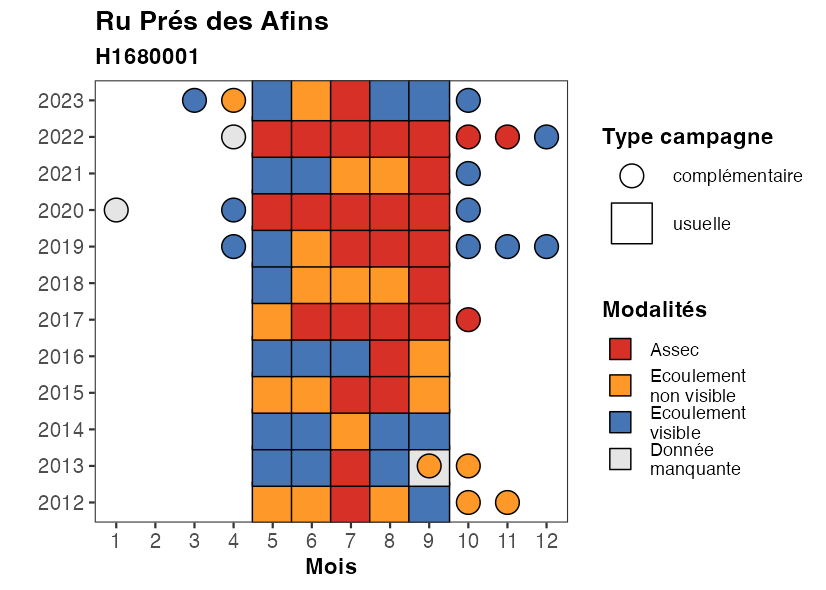 Ru Prés des Afins
H1680001
2023
2022
2021
2020
2019
2018
2017
2016
2015
2014
2013
2012
1 2 3 4 5 6 7 8 9 10 11 12
Mois
Type campagne
complémentaire
usuelle
Modalités
Assec
Ecoulement
non visible
Ecoulement
visible
Donnée
manquante